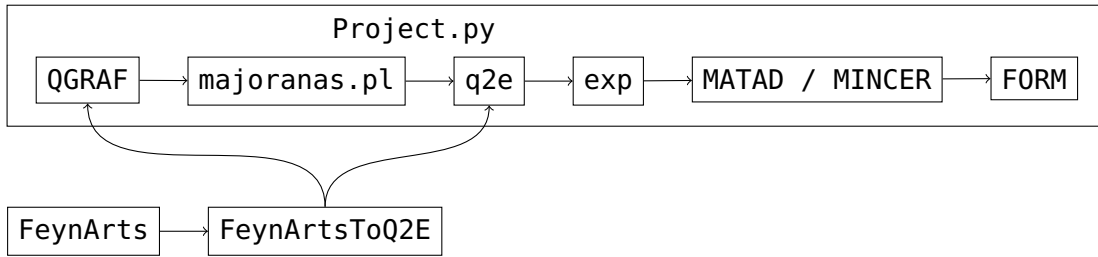 Project.py
QGRAF
majoranas.pl
q2e
exp
MATAD / MINCER
FORM
FeynArts
FeynArtsToQ2E